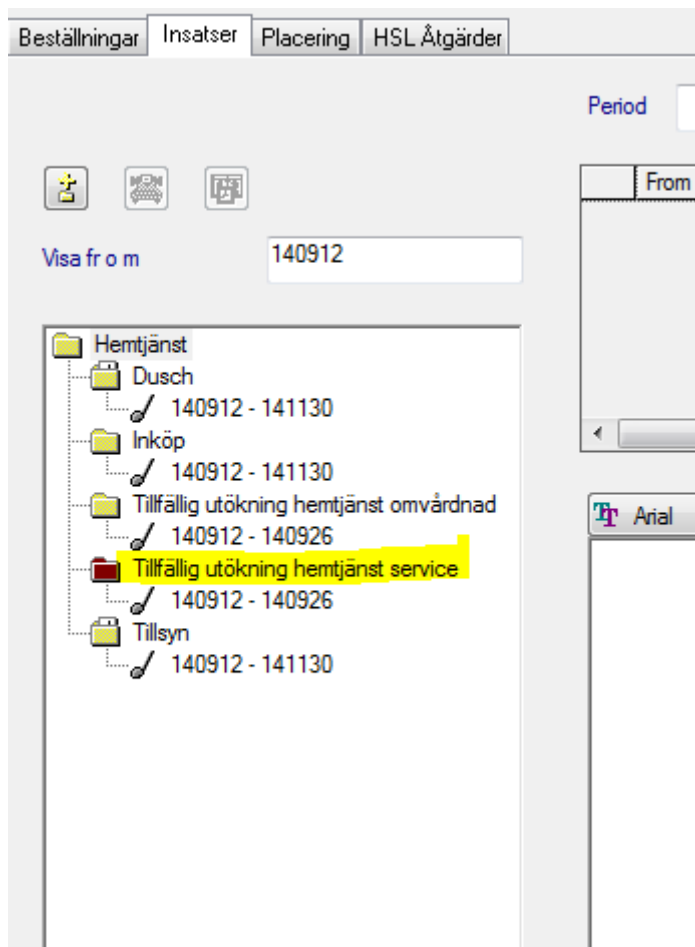 Beställningar Insatser Placering HSL Åtgärder
Period
From
Visa fr o m 140912
Hemtjänst
Dusch
140912 - 141130
Inköp
140912 - 141130
Tillfällig utökning hemtjänst omvårdnad
140912 - 140926
Arial
Tillfällig utökning hemtjänst service
140912 - 140926
Tillsyn
140912 - 141130